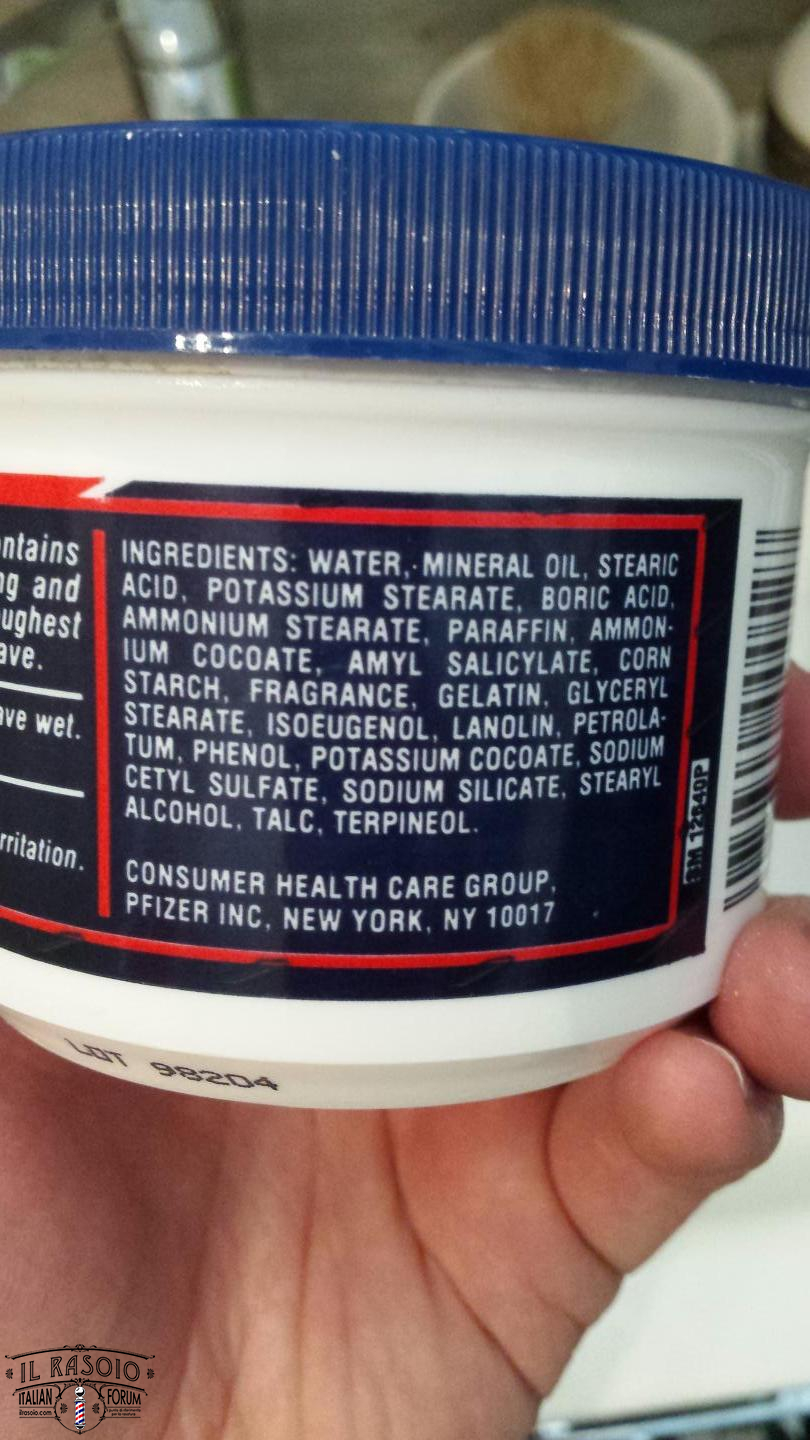 ntains
ng and
ughest
ave.
ave wet.
rritation.
INGREDIENTS: WATER, MINERAL OIL, STEARIC
ACID, POTASSIUM STEARATE, BORIC ACID,
AMMONIUM STEARATE, PARAFFIN, AMMON-
IUM COCOATE, AMYL SALICYLATE, CORN
STARCH, FRAGRANCE, GELATIN, GLYCERYL
STEARATE, ISOEUGENOL, LANOLIN, PETROLA-
TUM, PHENOL, POTASSIUM COCOATE, SODIUM
CETYL SULFATE, SODIUM SILICATE, STEARYL
ALCOHOL, TALC, TERPINEOL.
CONSUMER HEALTH CARE GROUP,
PFIZER INC, NEW YORK, NY 10017
LOT 98204
IL RASOIO
ITALIAN FORUM
ilrasoio.com